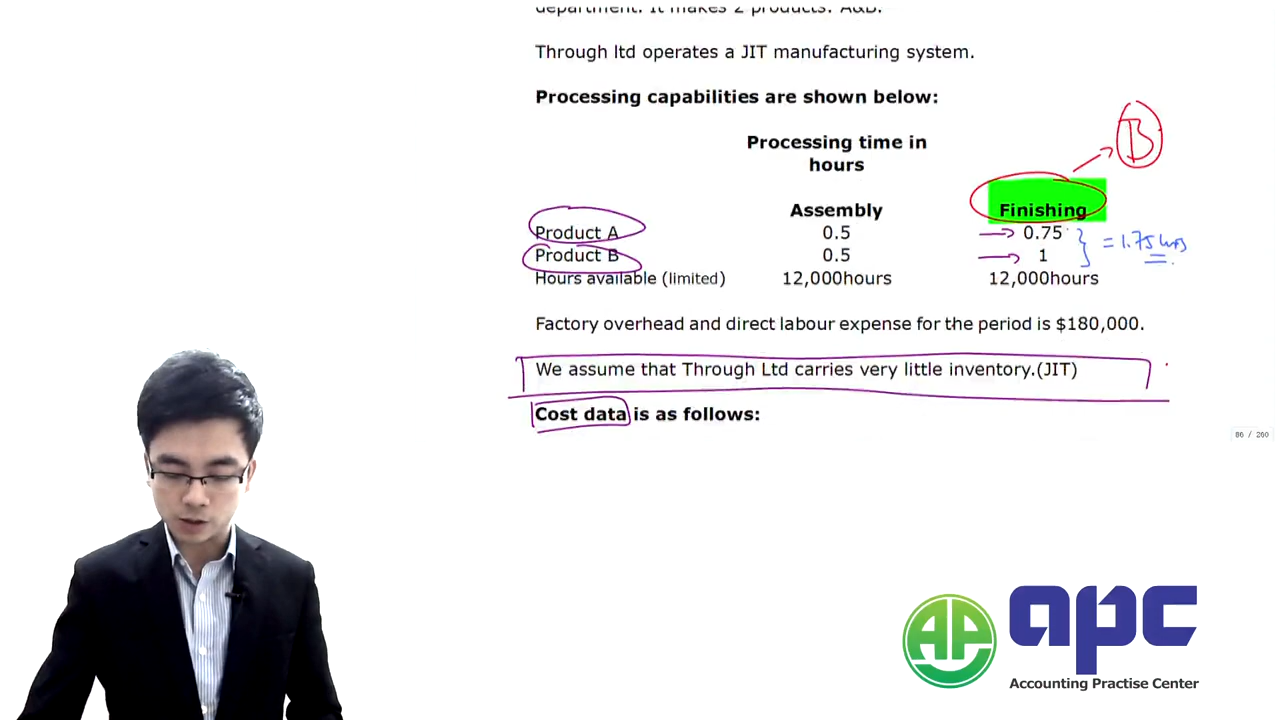 department. It makes 2 products: A&B.
Through ltd operates a JIT manufacturing system.
Processing capabilities are shown below:
Processing time in
hours
B
Assembly Finishing
Product A 0.5 0.75
Product B 0.5 1
= 1.75 hrs
Hours available (limited) 12,000hours 12,000hours
Factory overhead and direct labour expense for the period is $180,000.
We assume that Through Ltd carries very little inventory.(JIT)
Cost data is as follows:
86 / 260
AP
apc
Accounting Practise Center